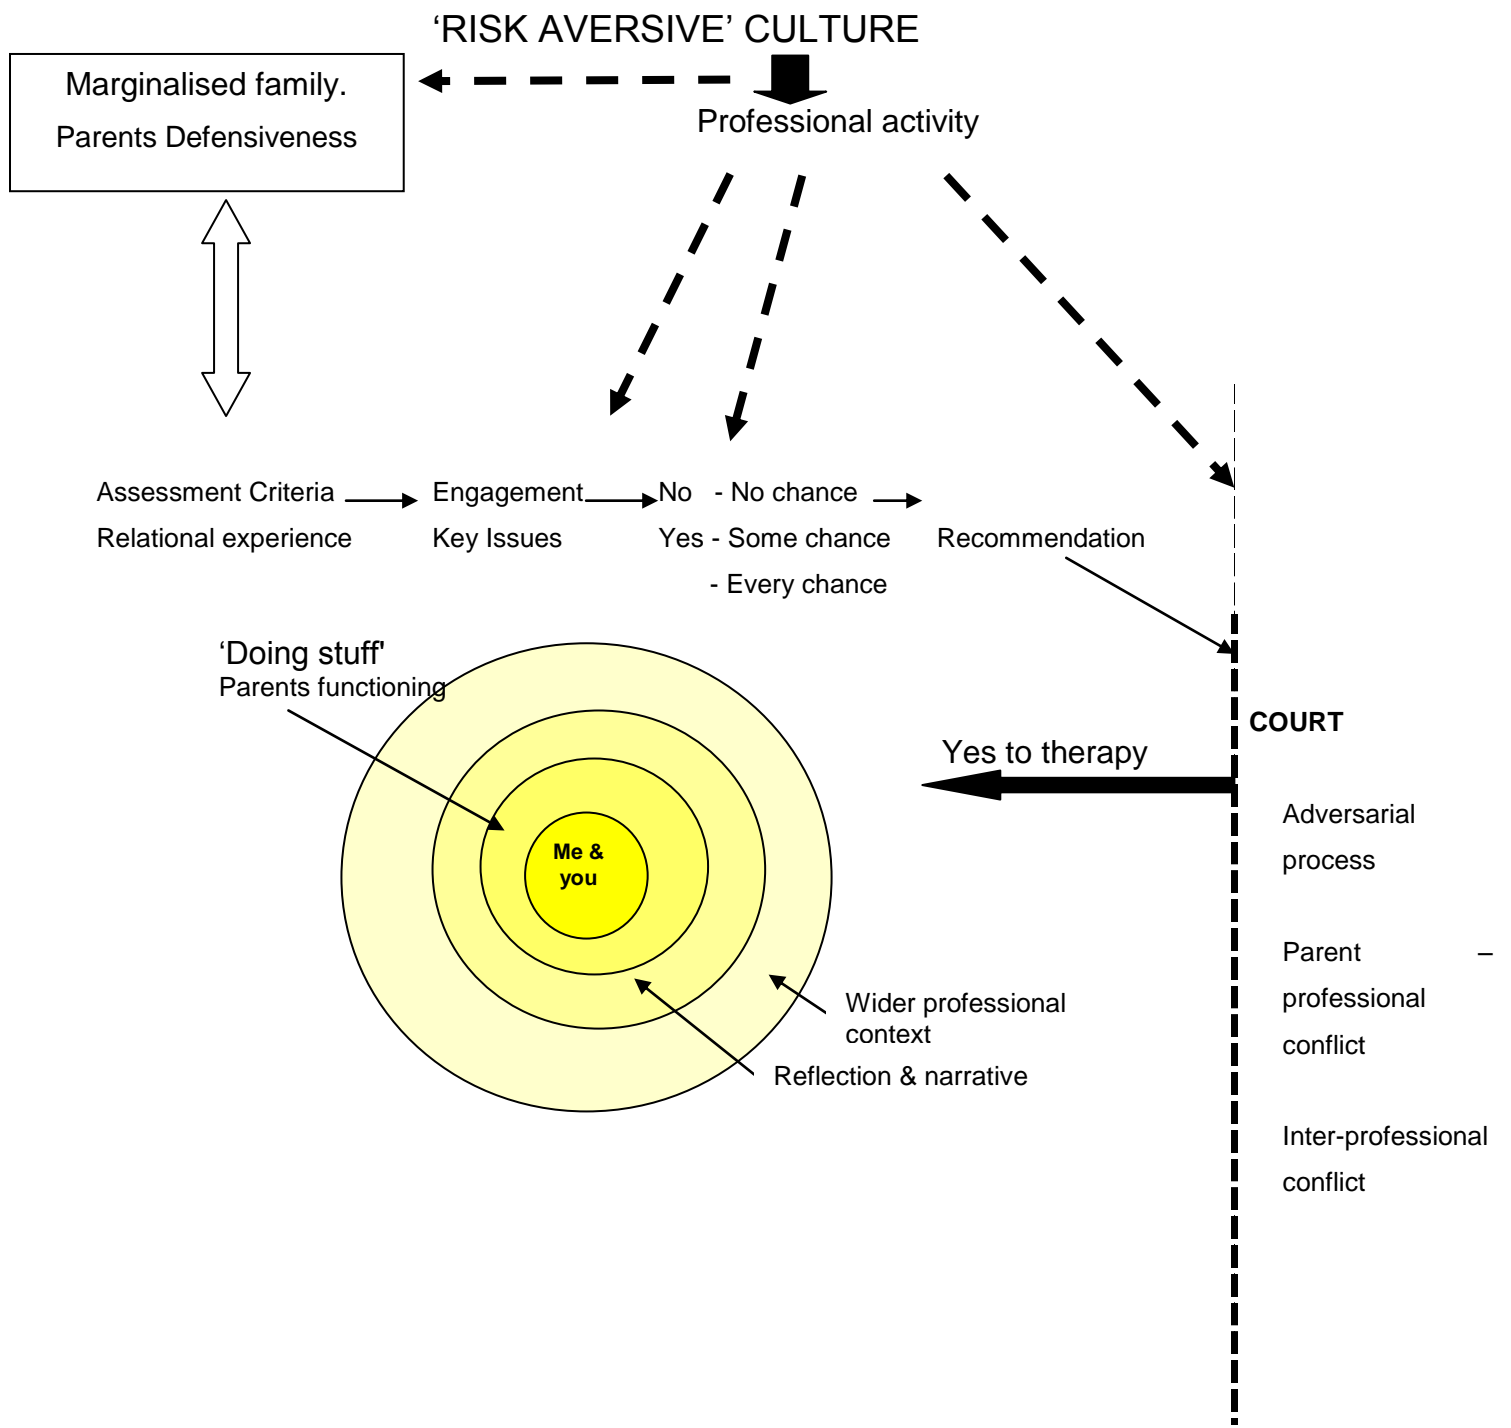 ‘RISK AVERSIVE’ CULTURE
Marginalised family.
Parents Defensiveness
Professional activity
Assessment Criteria
Relational experience
Engagement
Key Issues
No - No chance
Yes - Some chance
- Every chance
Recommendation
‘Doing stuff'
Parents functioning
Me &
you
Wider professional
context
Reflection & narrative
Yes to therapy
COURT
Adversarial
process
Parent –
professional
conflict
Inter-professional
conflict